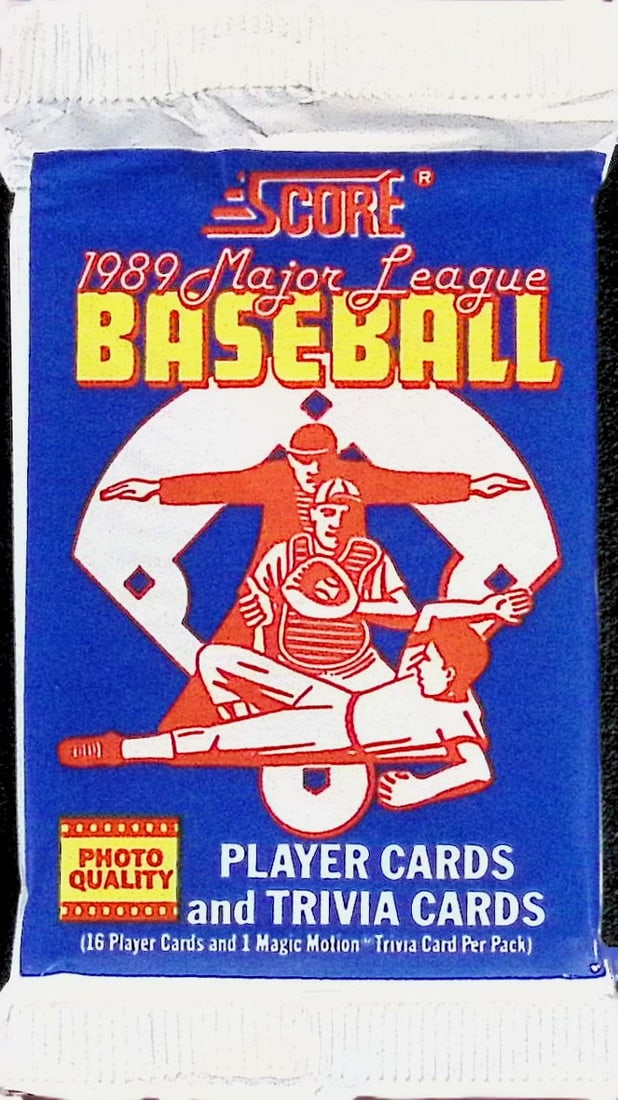 SCORE®
1989 Major League
BASEBALL
PHOTO
QUALITY
PLAYER CARDS
and TRIVIA CARDS
(16 Player Cards and 1 Magic Motion™ Trivia Card Per Pack)